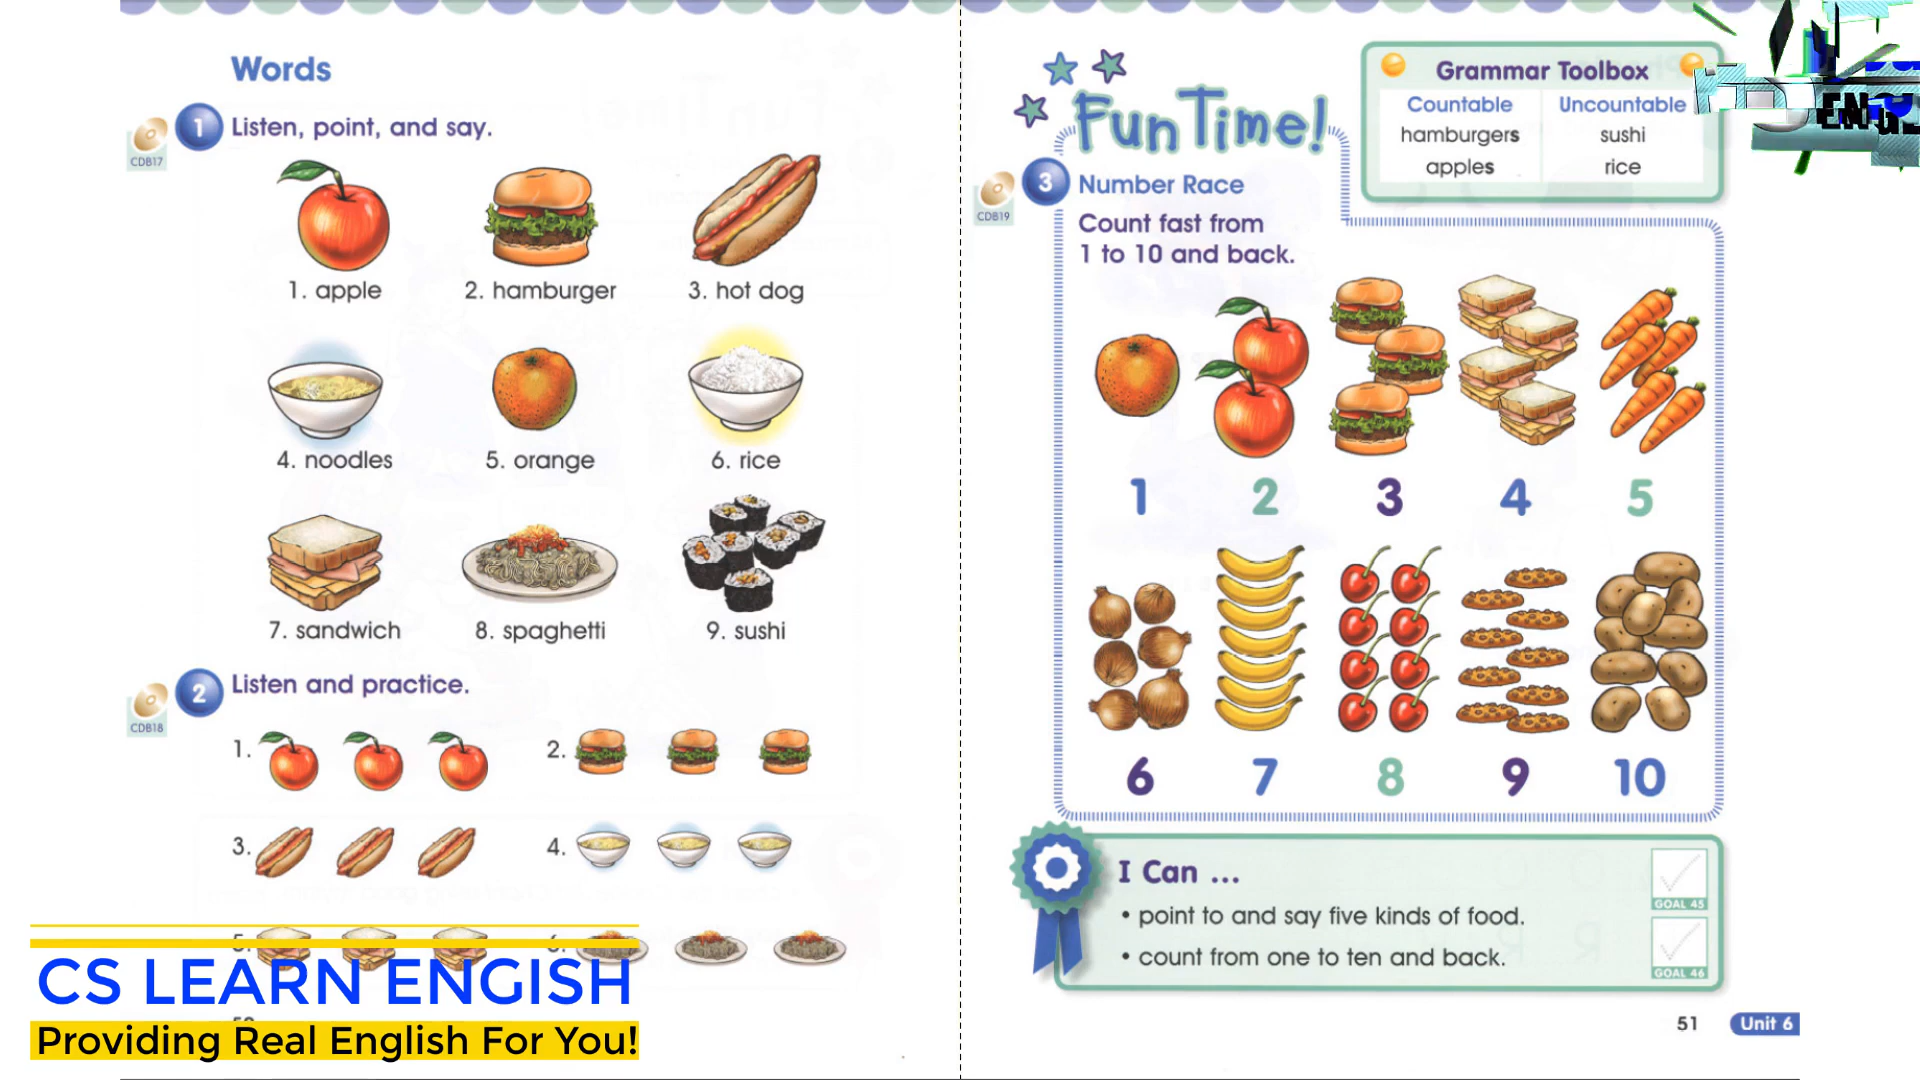 Words
CDB17
1
Listen, point, and say.
1. apple
2. hamburger
3. hot dog
4. noodles
5. orange
6. rice
7. sandwich
8. spaghetti
9. sushi
CDB18
2
Listen and practice.
1.
2.
3.
4.
5.
6.
CS LEARN ENGISH
Providing Real English For You!
Fun Time!
Grammar Toolbox
Countable
Uncountable
hamburgers
sushi
apples
rice
CDB19
3
Number Race
Count fast from
1 to 10 and back.
1
2
3
4
5
6
7
8
9
10
I Can ...
• point to and say five kinds of food.
GOAL 45
• count from one to ten and back.
GOAL 46
51
Unit 6